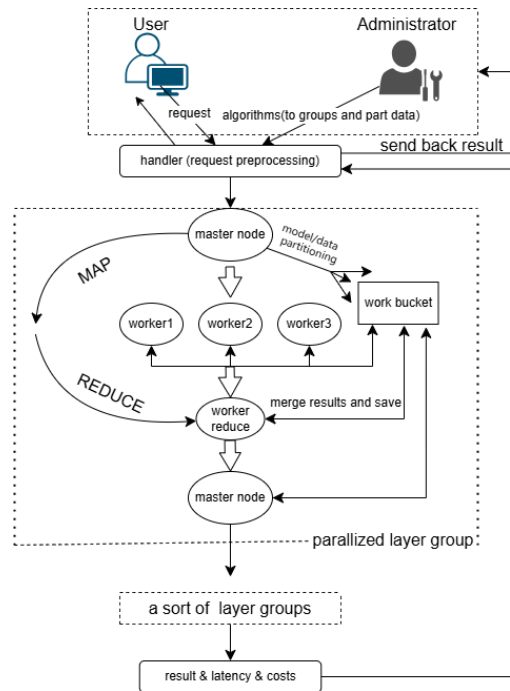 User
Administrator
request
algorithms(to groups and part data)
handler (request preprocessing)
send back result
master node
model/data
partitioning
MAP
work bucket
worker1
worker2
worker3
REDUCE
worker
reduce
merge results and save
master node
parallized layer group
a sort of layer groups
result & latency & costs